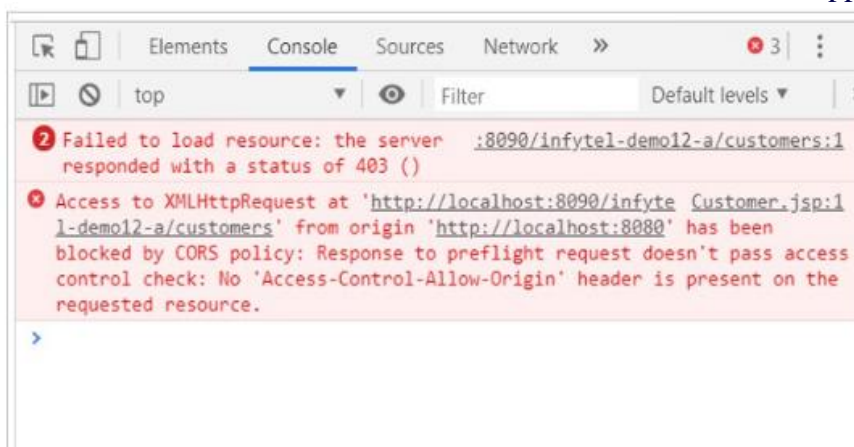 Elements Console Sources Network » 3
top Filter Default levels ▼
2 Failed to load resource: the server :8090/infytel-demo12-a/customers:1
responded with a status of 403 ()
Access to XMLHttpRequest at 'http://localhost:8090/infyte Customer.jsp:1
l-demo12-a/customers' from origin 'http://localhost:8080' has been
blocked by CORS policy: Response to preflight request doesn't pass access
control check: No 'Access-Control-Allow-Origin' header is present on the
requested resource.